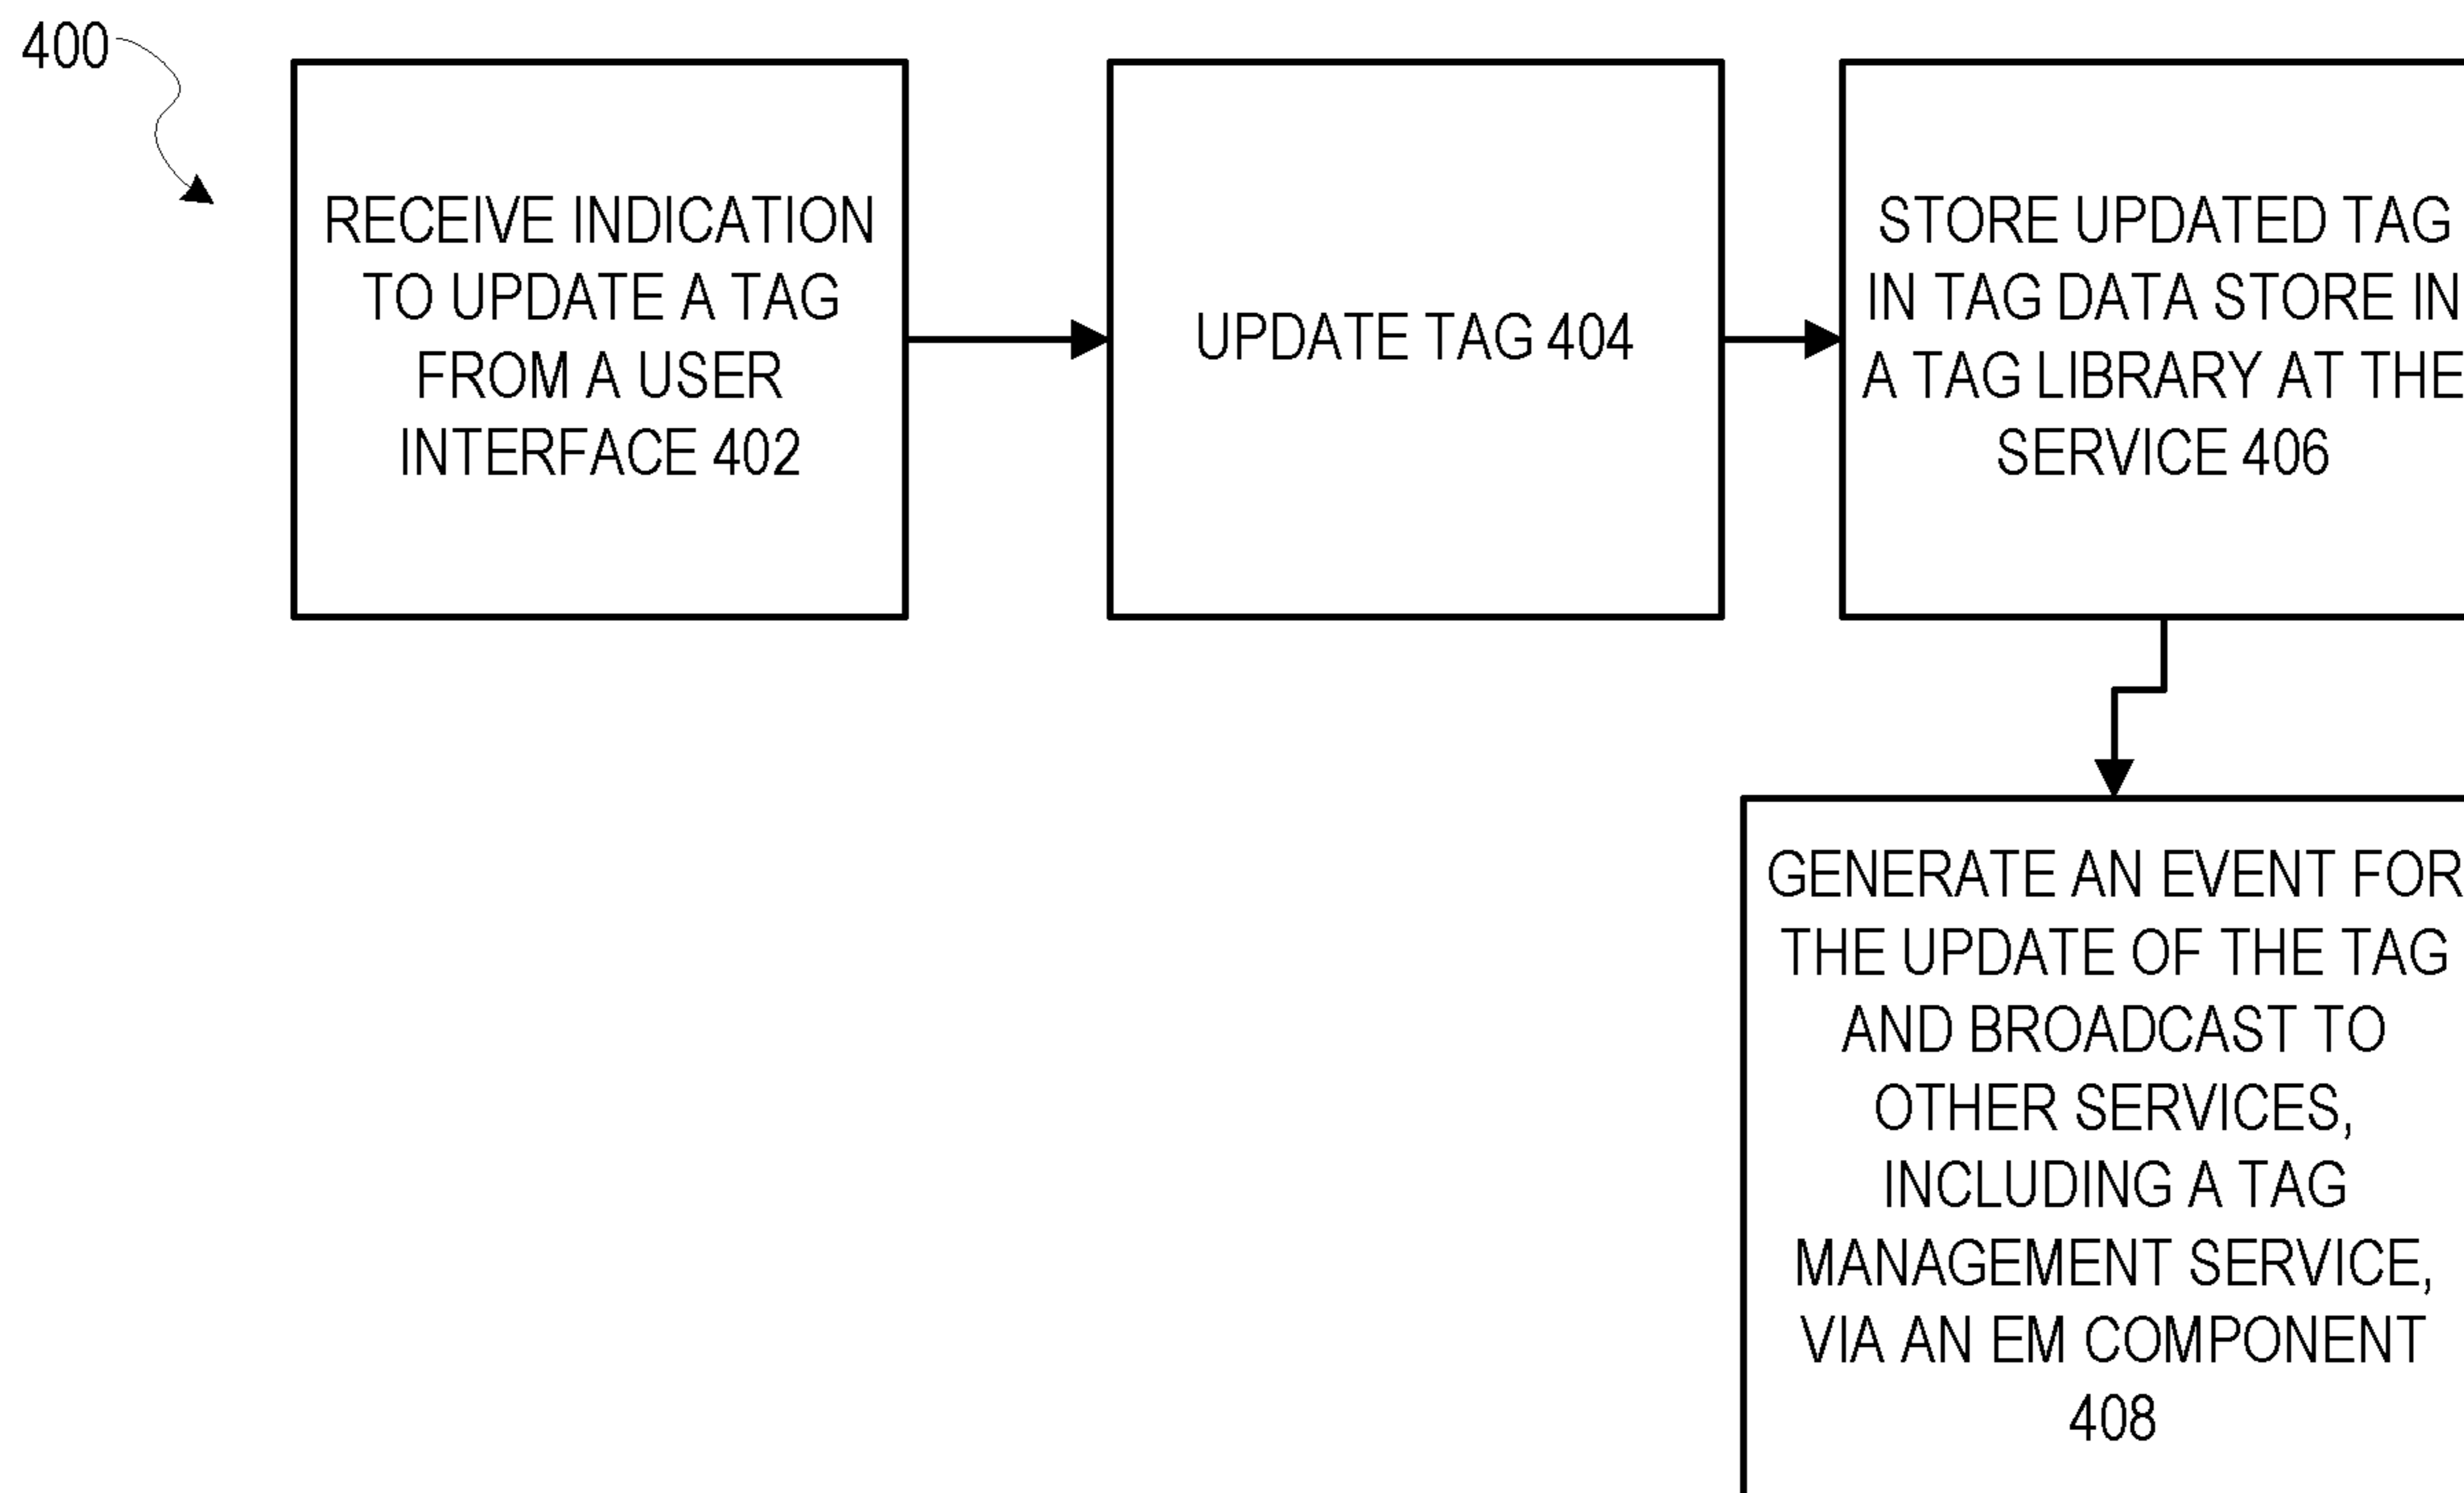 400
RECEIVE INDICATION
TO UPDATE A TAG
FROM A USER
INTERFACE 402
UPDATE TAG 404
STORE UPDATED TAG
IN TAG DATA STORE IN
A TAG LIBRARY AT THE
SERVICE 406
GENERATE AN EVENT FOR
THE UPDATE OF THE TAG
AND BROADCAST TO
OTHER SERVICES,
INCLUDING A TAG
MANAGEMENT SERVICE,
VIA AN EM COMPONENT
408